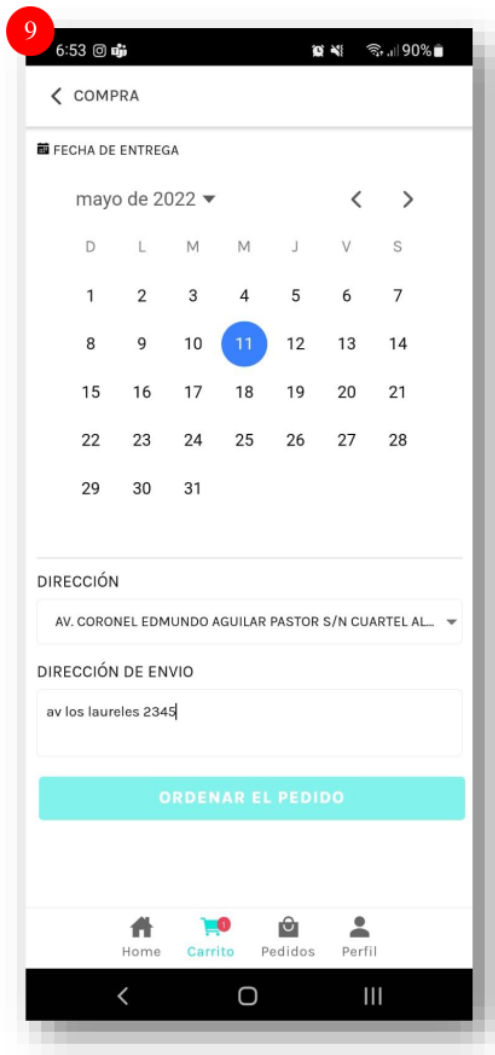 9
6:53 90%
COMPRA
FECHA DE ENTREGA
mayo de 2022
D L M M J V S
1 2 3 4 5 6 7
8 9 10 11 12 13 14
15 16 17 18 19 20 21
22 23 24 25 26 27 28
29 30 31
DIRECCIÓN
AV. CORONEL EDMUNDO AGUILAR PASTOR S/N CUARTEL AL...
DIRECCIÓN DE ENVIO
av los laureles 2345
ORDENAR EL PEDIDO
1
Home Carrito Pedidos Perfil